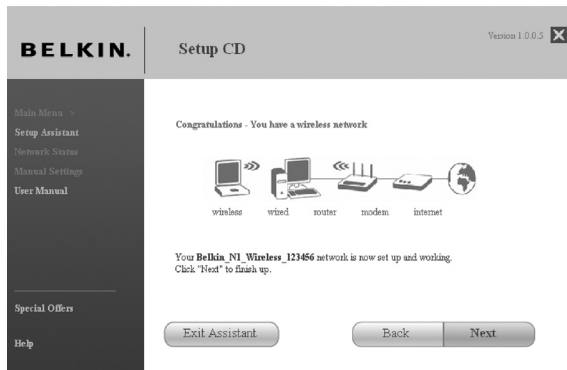 BELKIN.
Setup CD
Version 1.0.0.5
Main Menu >
Setup Assistant
Network Status
Manual Settings
User Manual
Special Offers
Help
Congratulations - You have a wireless network
wireless wired router modem internet
Your Belkin_N1_Wireless_123456 network is now set up and working.
Click "Next" to finish up.
Exit Assistant
Back
Next